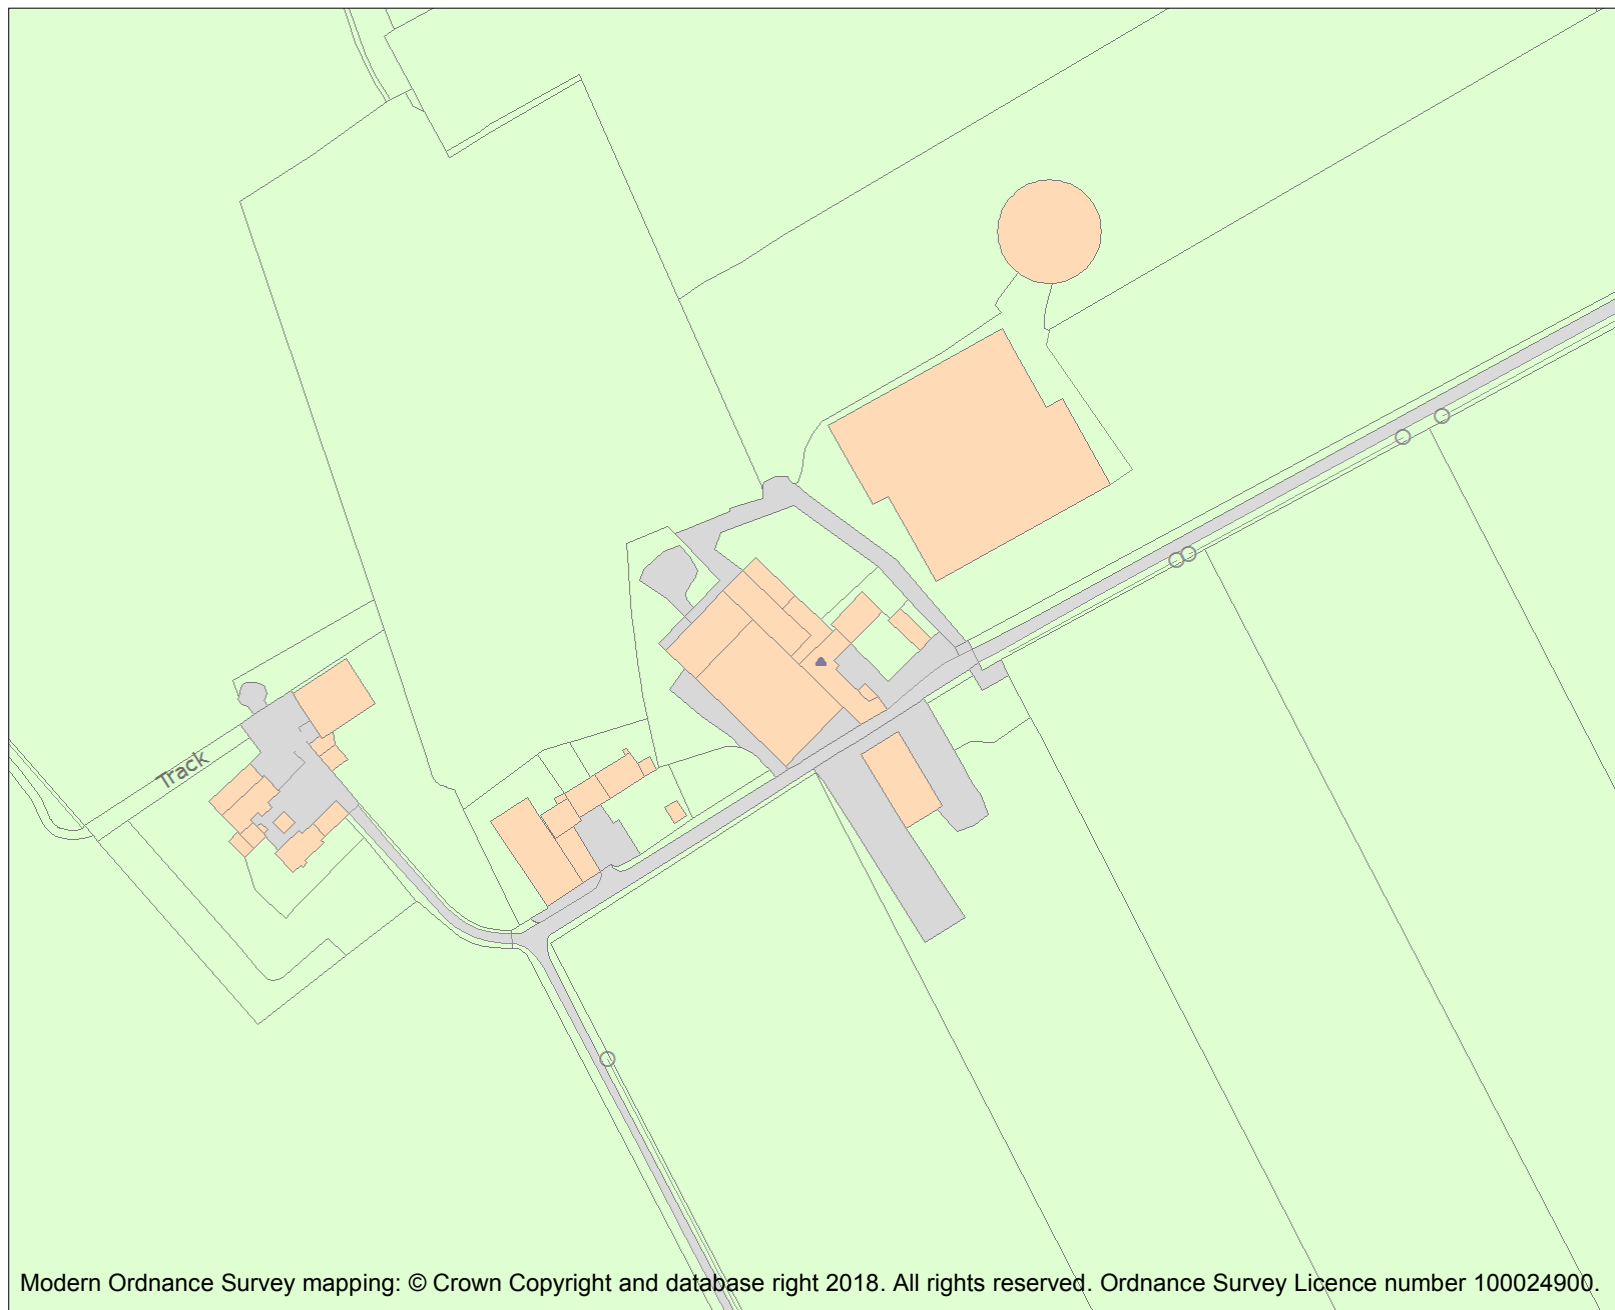 Track
Modern Ordnance Survey mapping: © Crown Copyright and database right 2018. All rights reserved. Ordnance Survey Licence number 100024900.